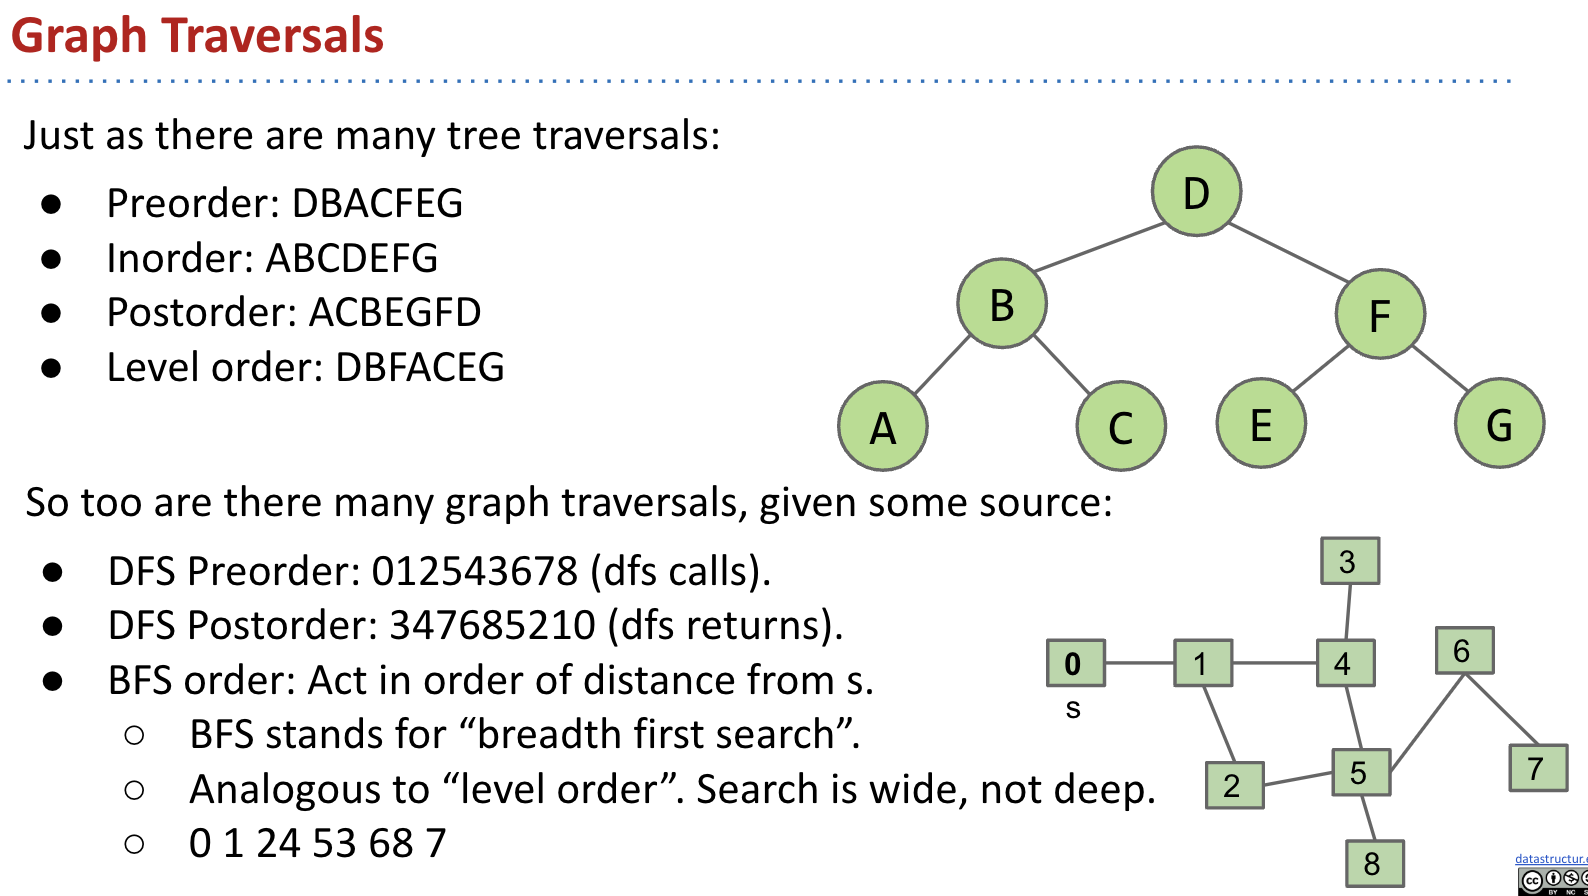 Graph Traversals
Just as there are many tree traversals:
● Preorder: DBACFEG
● Inorder: ABCDEFG
● Postorder: ACBEGFD
● Level order: DBFACEG
D
B
F
A
C
E
G
So too are there many graph traversals, given some source:
● DFS Preorder: 012543678 (dfs calls).
● DFS Postorder: 347685210 (dfs returns).
● BFS order: Act in order of distance from s.
○ BFS stands for “breadth first search”.
○ Analogous to “level order”. Search is wide, not deep.
○ 0 1 24 53 68 7
3
0
1
4
6
s
2
5
7
8
datastructur.e
cc
BY NC S